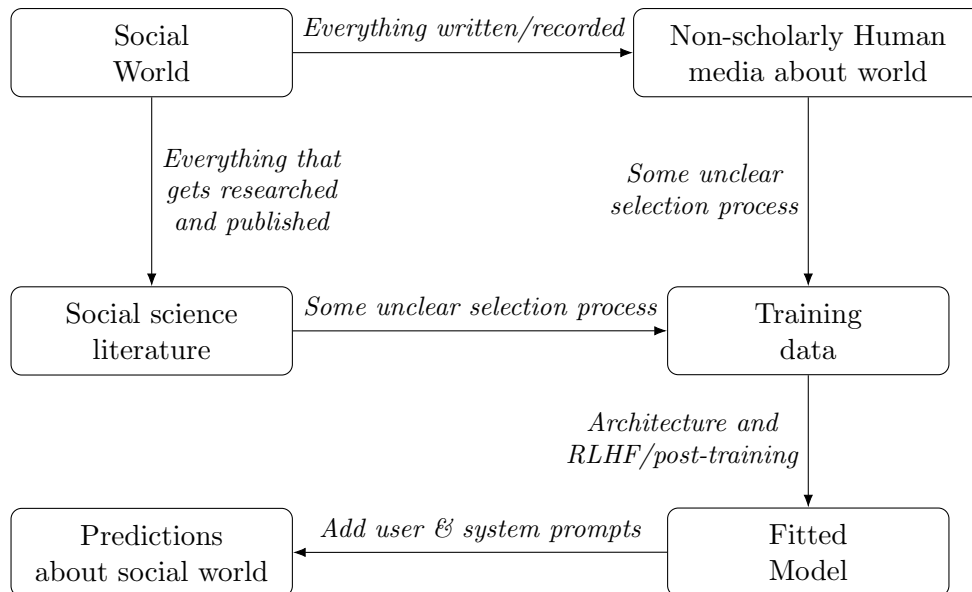 Social
World
Everything written/recorded
Non-scholarly Human
media about world
Everything that
gets researched
and published
Some unclear
selection process
Social science
literature
Some unclear selection process
Training
data
Architecture and
RLHF/post-training
Predictions
about social world
Add user & system prompts
Fitted
Model